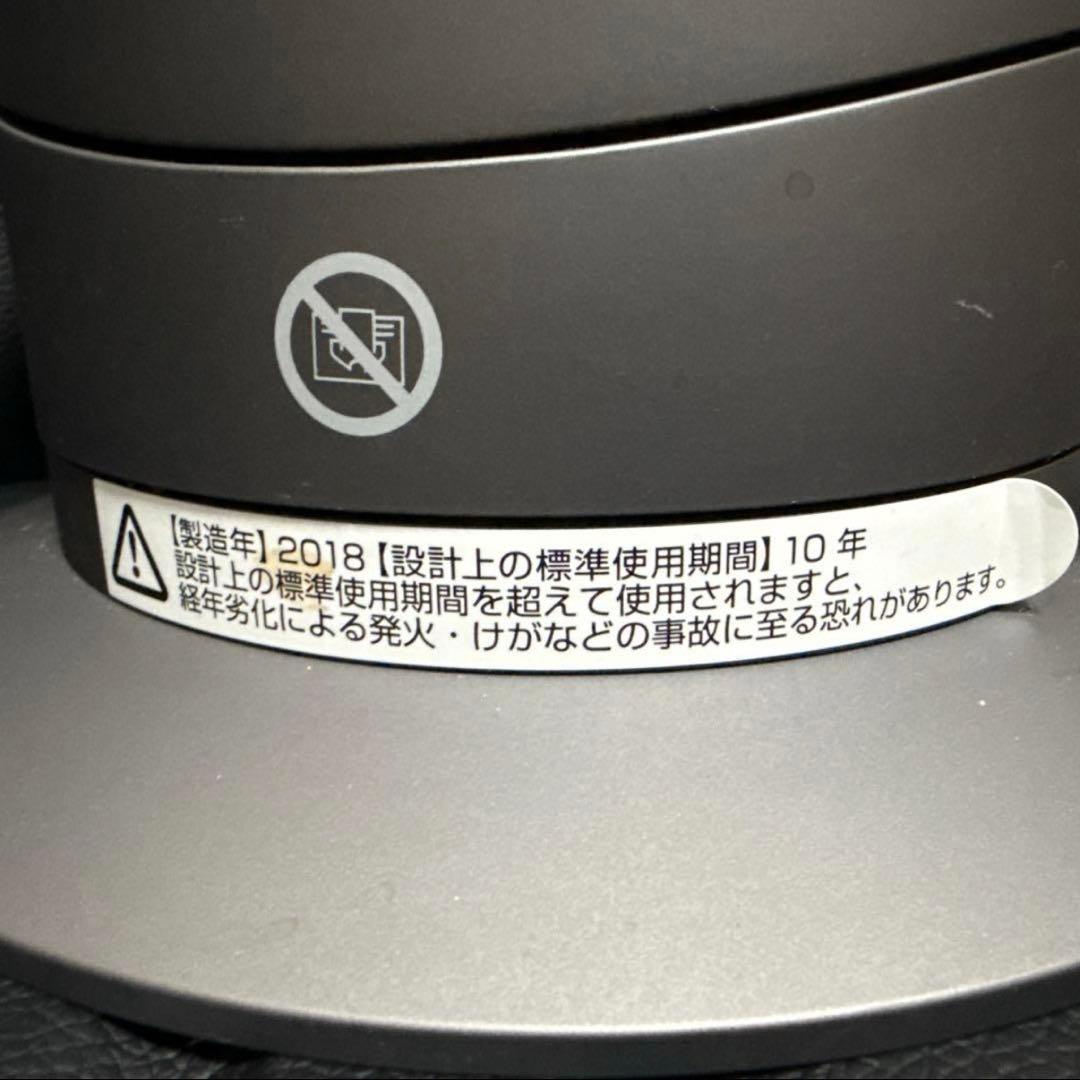 【製造年】2018【設計上の標準使用期間】10年
設計上の標準使用期間を超えて使用されますと、
経年劣化による発火・けがなどの事故に至る恐れがあります。